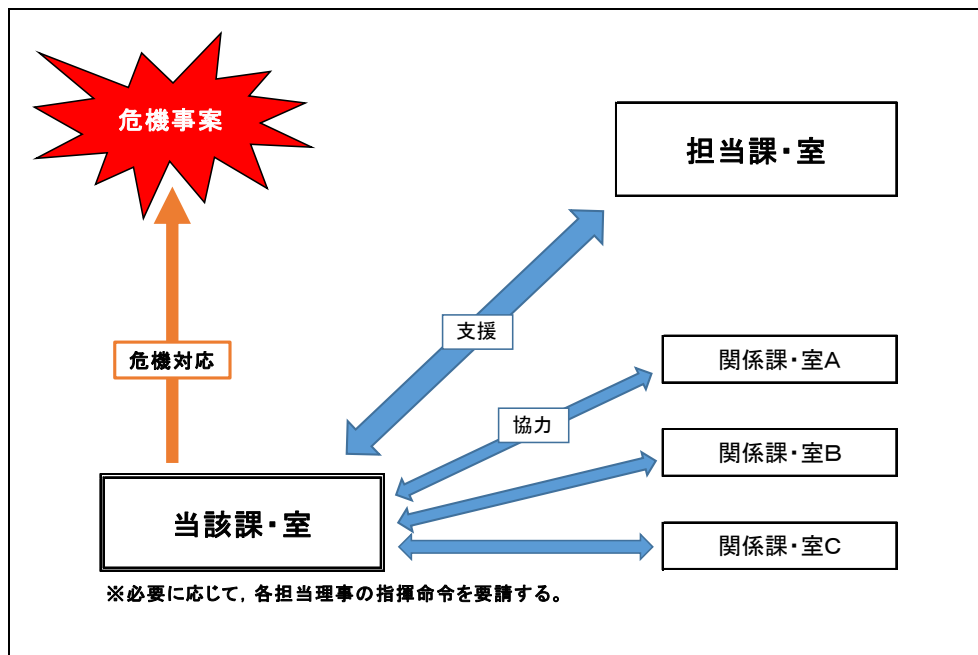 危機事案
担当課・室
支援
危機対応
関係課・室A
協力
関係課・室B
当該課・室
関係課・室C
※必要に応じて，各担当理事の指揮命令を要請する。